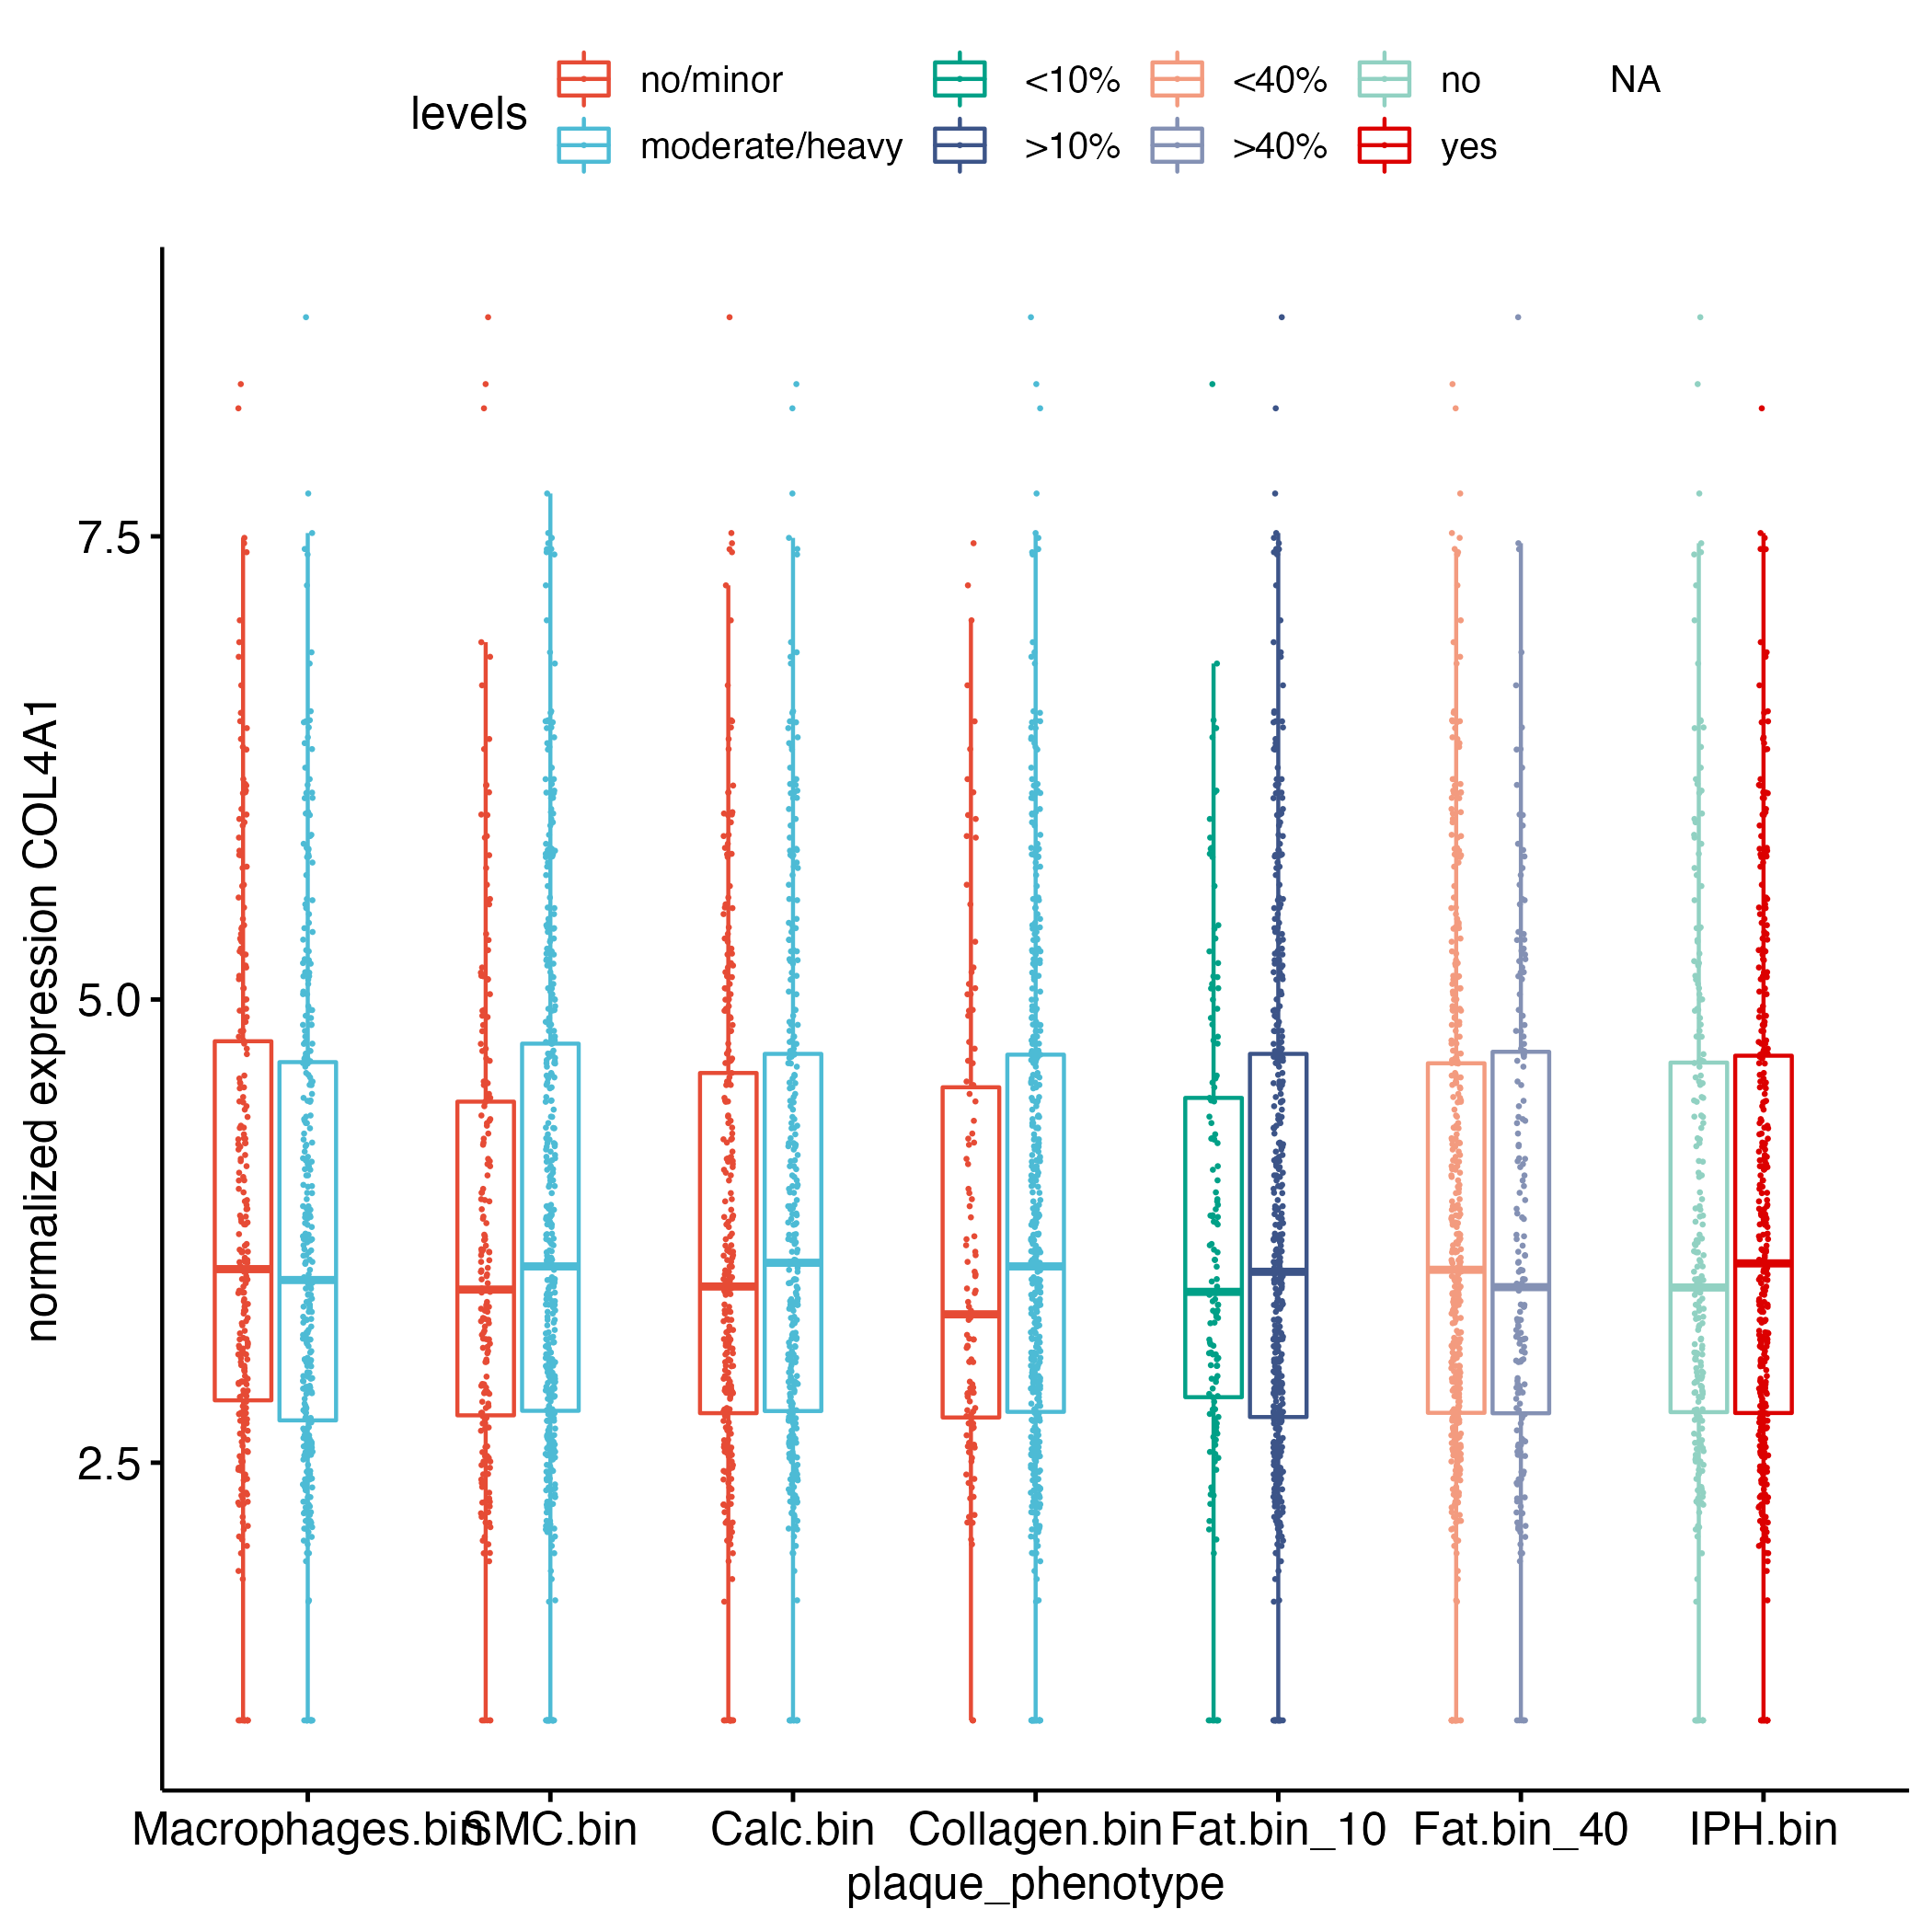 levels
no/minor
<10%
<40%
no
NA
moderate/heavy
>10%
>40%
yes
normalized expression COL4A1
7.5
5.0
2.5
Macrophages.bin
SMC.bin
Calc.bin
Collagen.bin
Fat.bin_10
Fat.bin_40
IPH.bin
plaque_phenotype